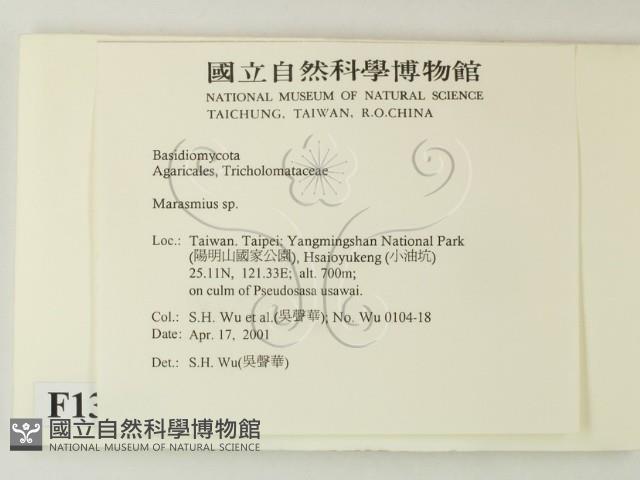 國立自然科學博物館
NATIONAL MUSEUM OF NATURAL SCIENCE
TAICHUNG, TAIWAN, R.O.CHINA
Basidiomycota
Agaricales, Tricholomataceae
Marasmius sp.
Loc.: Taiwan. Taipei: Yangmingshan National Park
(陽明山國家公園), Hsaioyukeng (小油坑)
25.11N, 121.33E; alt. 700m;
on culm of Pseudosasa usawai.
Col.: S.H. Wu et al.(吳聲華); No. Wu 0104-18
Date: Apr. 17, 2001
Det.: S.H. Wu(吳聲華)
F13
國立自然科學博物館
NATIONAL MUSEUM OF NATURAL SCIENCE